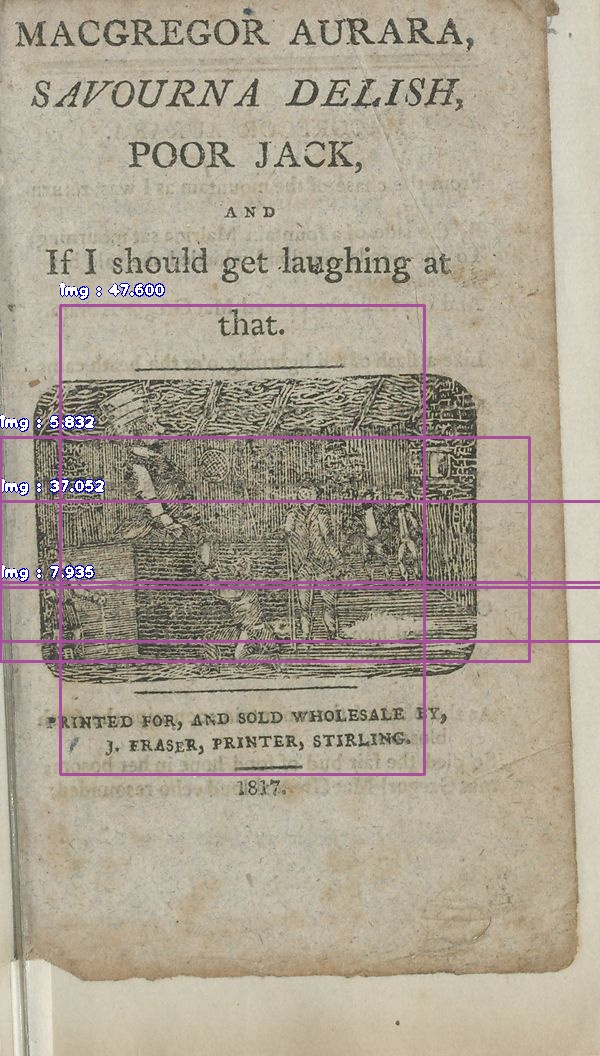 MACGREGOR AURARA,
SAVOURNA DELISH,
POOR JACK,
AND
If I should get laughing at
Img : 47.600
that.
Img : 5.832
Img : 37.052
Img : 7.935
PRINTED FOR, AND SOLD WHOLESALE BY,
J. FRASER, PRINTER, STIRLING.
1817.